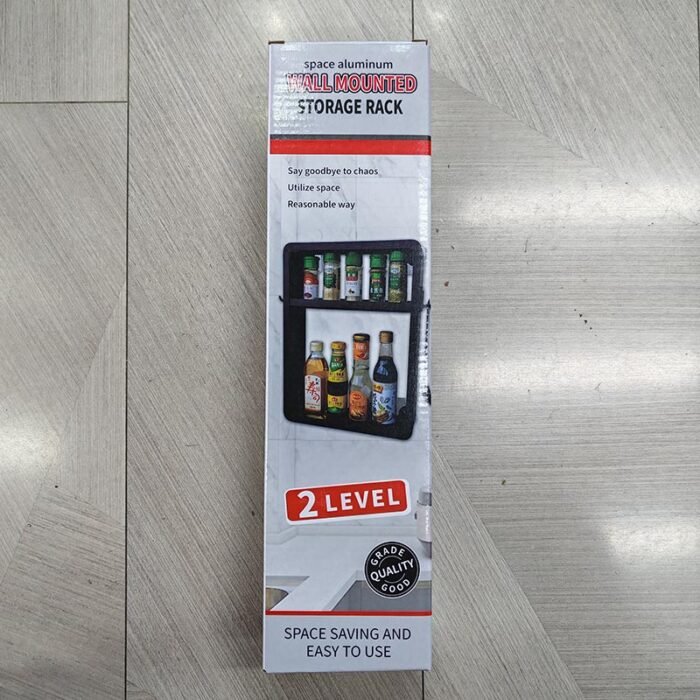 space aluminum
WALL MOUNTED
STORAGE RACK
Say goodbye to chaos
Utilize space
Reasonable way
2 LEVEL
GRADE
QUALITY
GOOD
SPACE SAVING AND
EASY TO USE